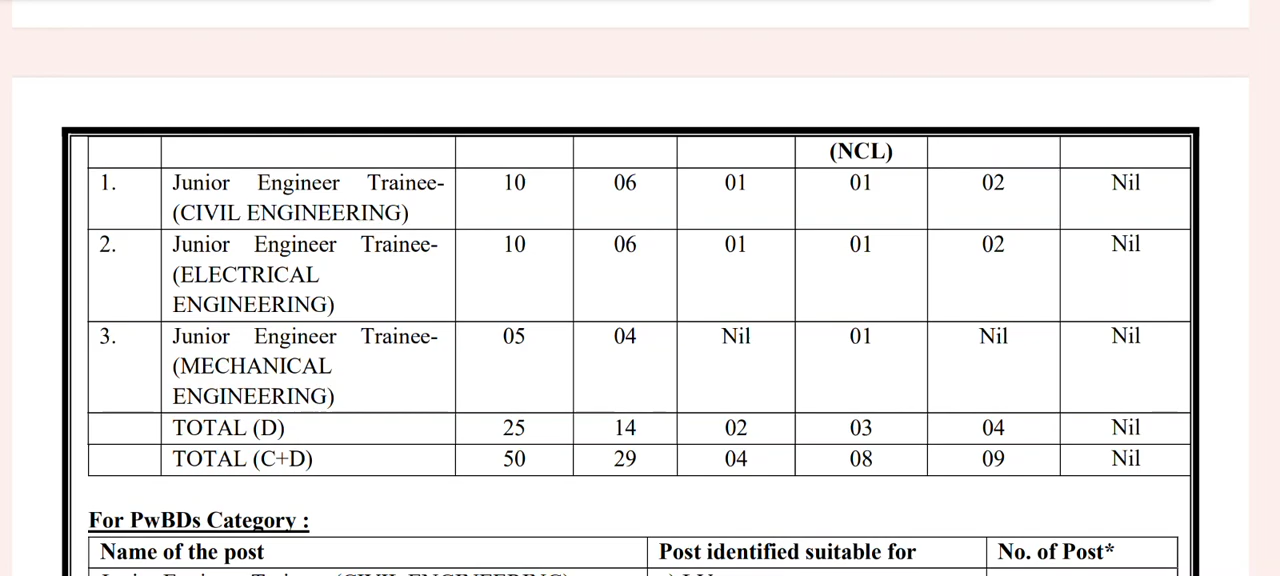 (NCL)
1. Junior Engineer Trainee- 10 06 01 01 02 Nil
(CIVIL ENGINEERING)
2. Junior Engineer Trainee- 10 06 01 01 02 Nil
(ELECTRICAL
ENGINEERING)
3. Junior Engineer Trainee- 05 04 Nil 01 Nil Nil
(MECHANICAL
ENGINEERING)
TOTAL (D) 25 14 02 03 04 Nil
TOTAL (C+D) 50 29 04 08 09 Nil
For PwBDs Category :
Name of the post Post identified suitable for No. of Post*